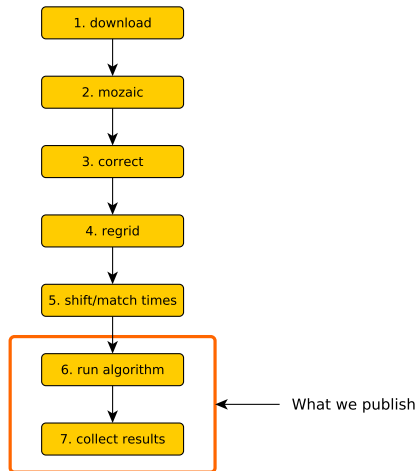 1. download
2. mozaic
3. correct
4. regrid
5. shift/match times
6. run algorithm
What we publish
7. collect results